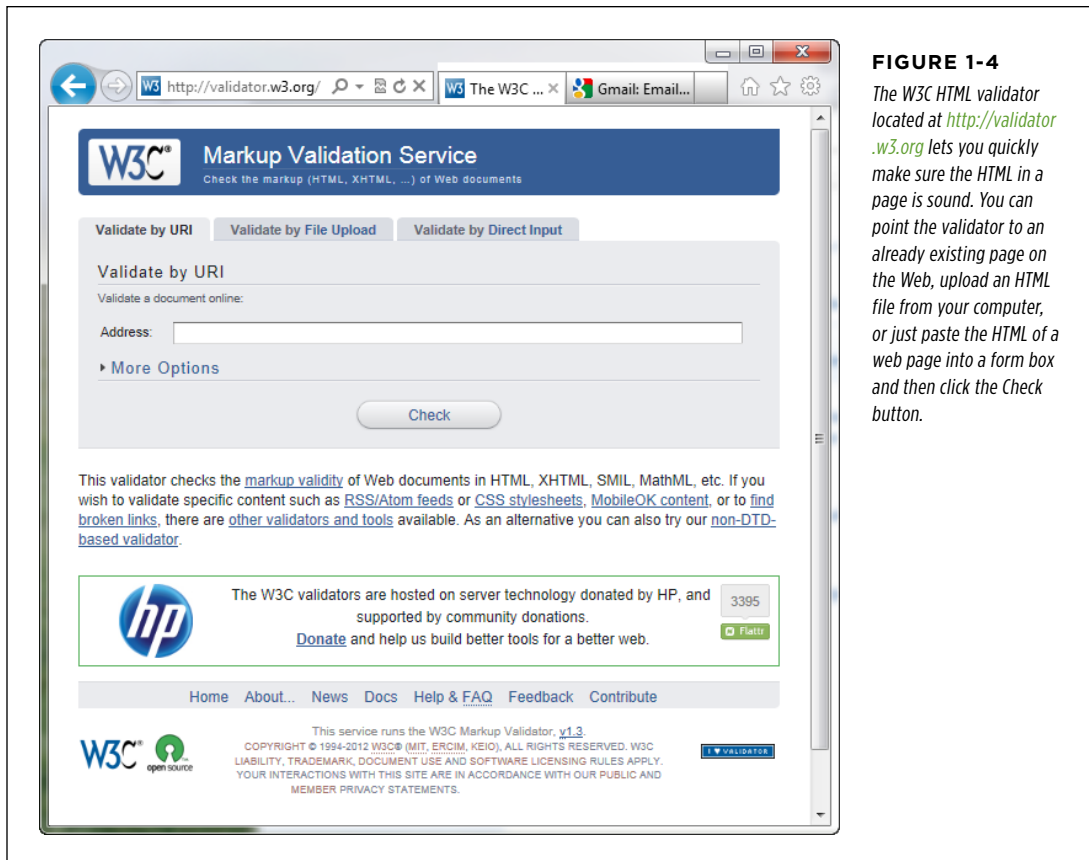 http://validator.w3.org/
W3 The W3C ...
Gmail: Email...
W3C®
Markup Validation Service
Check the markup (HTML, XHTML, ...) of Web documents
Validate by URI
Validate by File Upload
Validate by Direct Input
Validate by URI
Validate a document online:
Address:
More Options
Check
This validator checks the markup validity of Web documents in HTML, XHTML, SMIL, MathML, etc. If you
wish to validate specific content such as RSS/Atom feeds or CSS stylesheets, MobileOK content, or to find
broken links, there are other validators and tools available. As an alternative you can also try our non-DTD-
based validator.
hp
The W3C validators are hosted on server technology donated by HP, and
supported by community donations.
Donate and help us build better tools for a better web.
3395
Flattr
Home About... News Docs Help & FAQ Feedback Contribute
W3C®
open source
This service runs the W3C Markup Validator, v1.3.
COPYRIGHT © 1994-2012 W3C® (MIT, ERCIM, KEIO), ALL RIGHTS RESERVED. W3C
LIABILITY, TRADEMARK, DOCUMENT USE AND SOFTWARE LICENSING RULES APPLY.
YOUR INTERACTIONS WITH THIS SITE ARE IN ACCORDANCE WITH OUR PUBLIC AND
MEMBER PRIVACY STATEMENTS.
I ♥ VALIDATOR
FIGURE 1-4
The W3C HTML validator
located at http://validator
.w3.org lets you quickly
make sure the HTML in a
page is sound. You can
point the validator to an
already existing page on
the Web, upload an HTML
file from your computer,
or just paste the HTML of a
web page into a form box
and then click the Check
button.